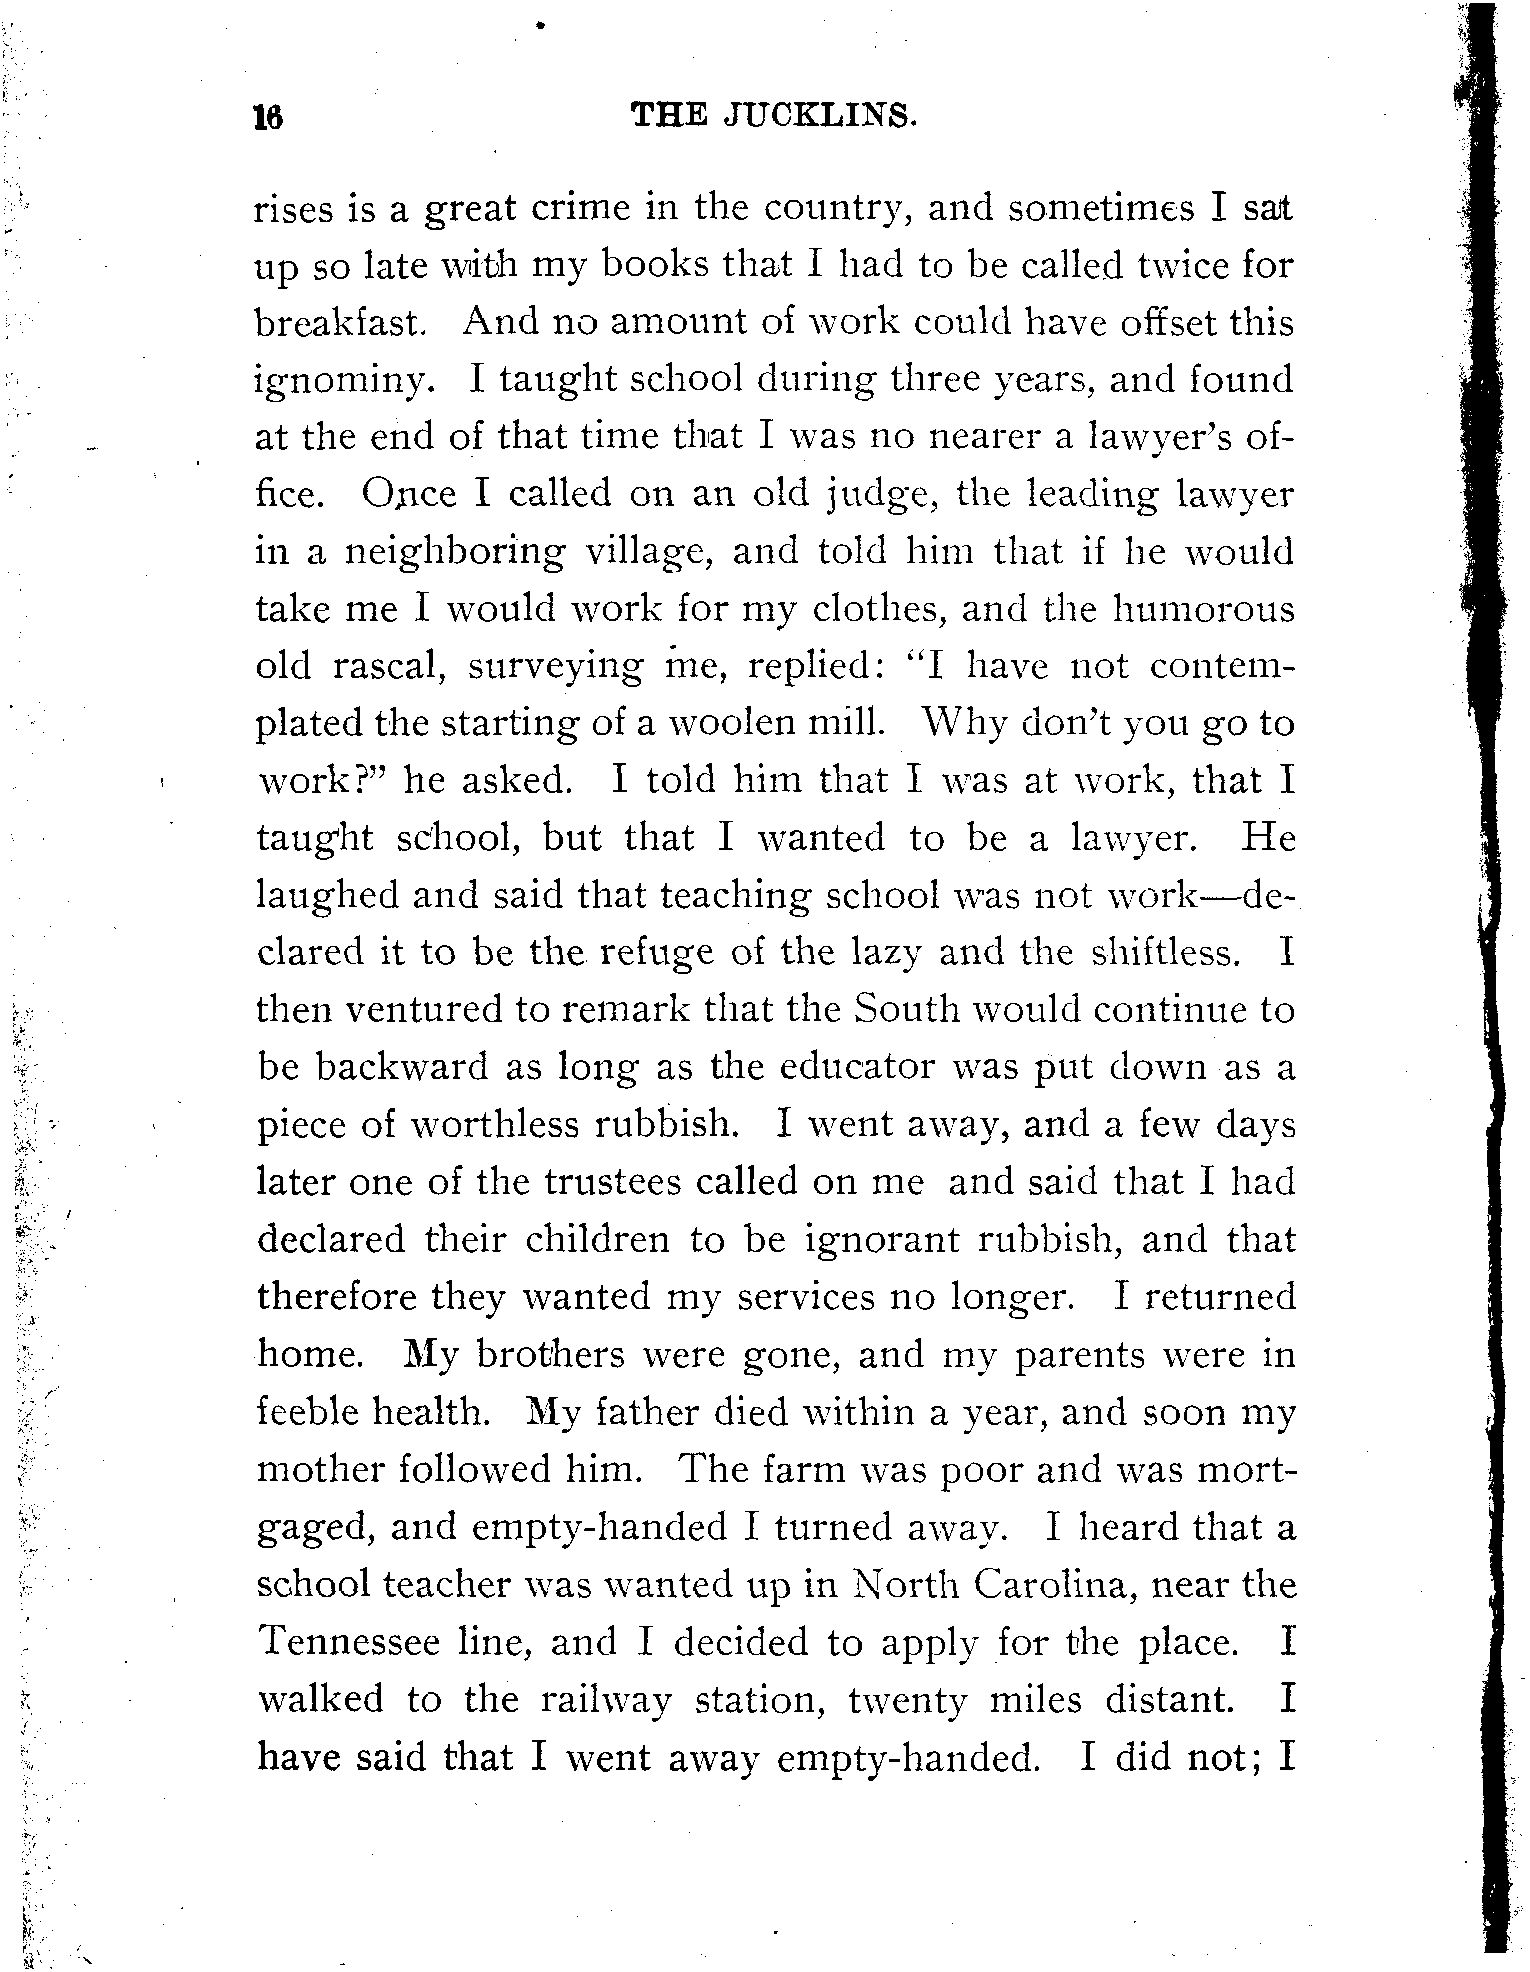 16 THE JUCKLINS.
rises is a great crime in the country, and sometimes I sat
up so late with my books that I had to be called twice for
breakfast. And no amount of work could have offset this
ignominy. I taught school during three years, and found
at the end of that time that I was no nearer a lawyer's of-
fice. Once I called on an old judge, the leading lawyer
in a neighboring village, and told him that if he would
take me I would work for my clothes, and the humorous
old rascal, surveying me, replied: "I have not contem-
plated the starting of a woolen mill. Why don't you go to
work?" he asked. I told him that I was at work, that I
taught school, but that I wanted to be a lawyer. He
laughed and said that teaching school was not work—de-
clared it to be the refuge of the lazy and the shiftless. I
then ventured to remark that the South would continue to
be backward as long as the educator was put down as a
piece of worthless rubbish. I went away, and a few days
later one of the trustees called on me and said that I had
declared their children to be ignorant rubbish, and that
therefore they wanted my services no longer. I returned
home. My brothers were gone, and my parents were in
feeble health. My father died within a year, and soon my
mother followed him. The farm was poor and was mort-
gaged, and empty-handed I turned away. I heard that a
school teacher was wanted up in North Carolina, near the
Tennessee line, and I decided to apply for the place. I
walked to the railway station, twenty miles distant. I
have said that I went away empty-handed. I did not; I